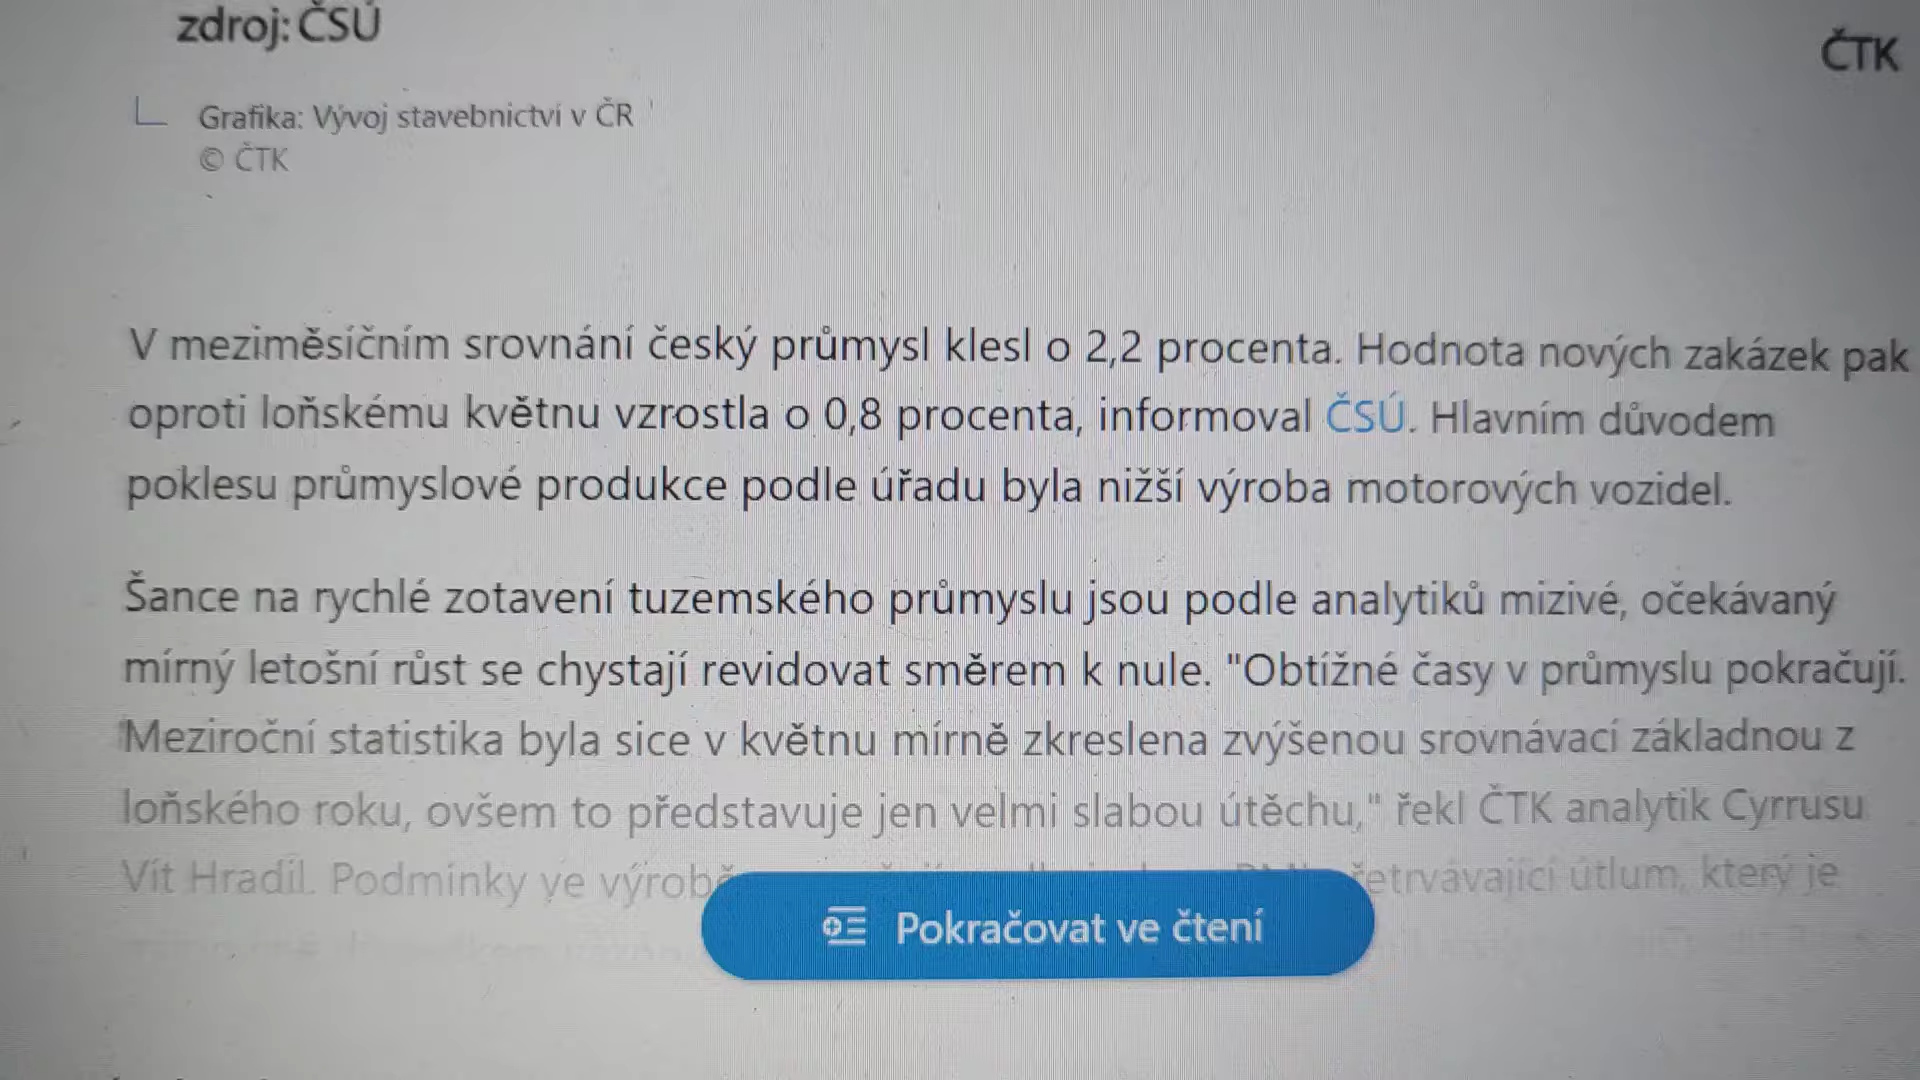 zdroj: ČSÚ
ČTK
Grafika: Vývoj stavebnictví v ČR
© ČTK
V meziměsíčním srovnání český průmysl klesl o 2,2 procenta. Hodnota nových zakázek pak
oproti loňskému květnu vzrostla o 0,8 procenta, informoval ČSÚ. Hlavním důvodem
poklesu průmyslové produkce podle úřadu byla nižší výroba motorových vozidel.
Šance na rychlé zotavení tuzemského průmyslu jsou podle analytiků mizivé, očekávaný
mírný letošní růst se chystají revidovat směrem k nule. "Obtížné časy v průmyslu pokračují.
Meziroční statistika byla sice v květnu mírně zkreslena zvýšenou srovnávací základnou z
loňského roku, ovšem to představuje jen velmi slabou útěchu," řekl ČTK analytik Cyrrusu
Vít Hradil. Podmínky ve výrobě útlum, který je
Pokračovat ve čtení